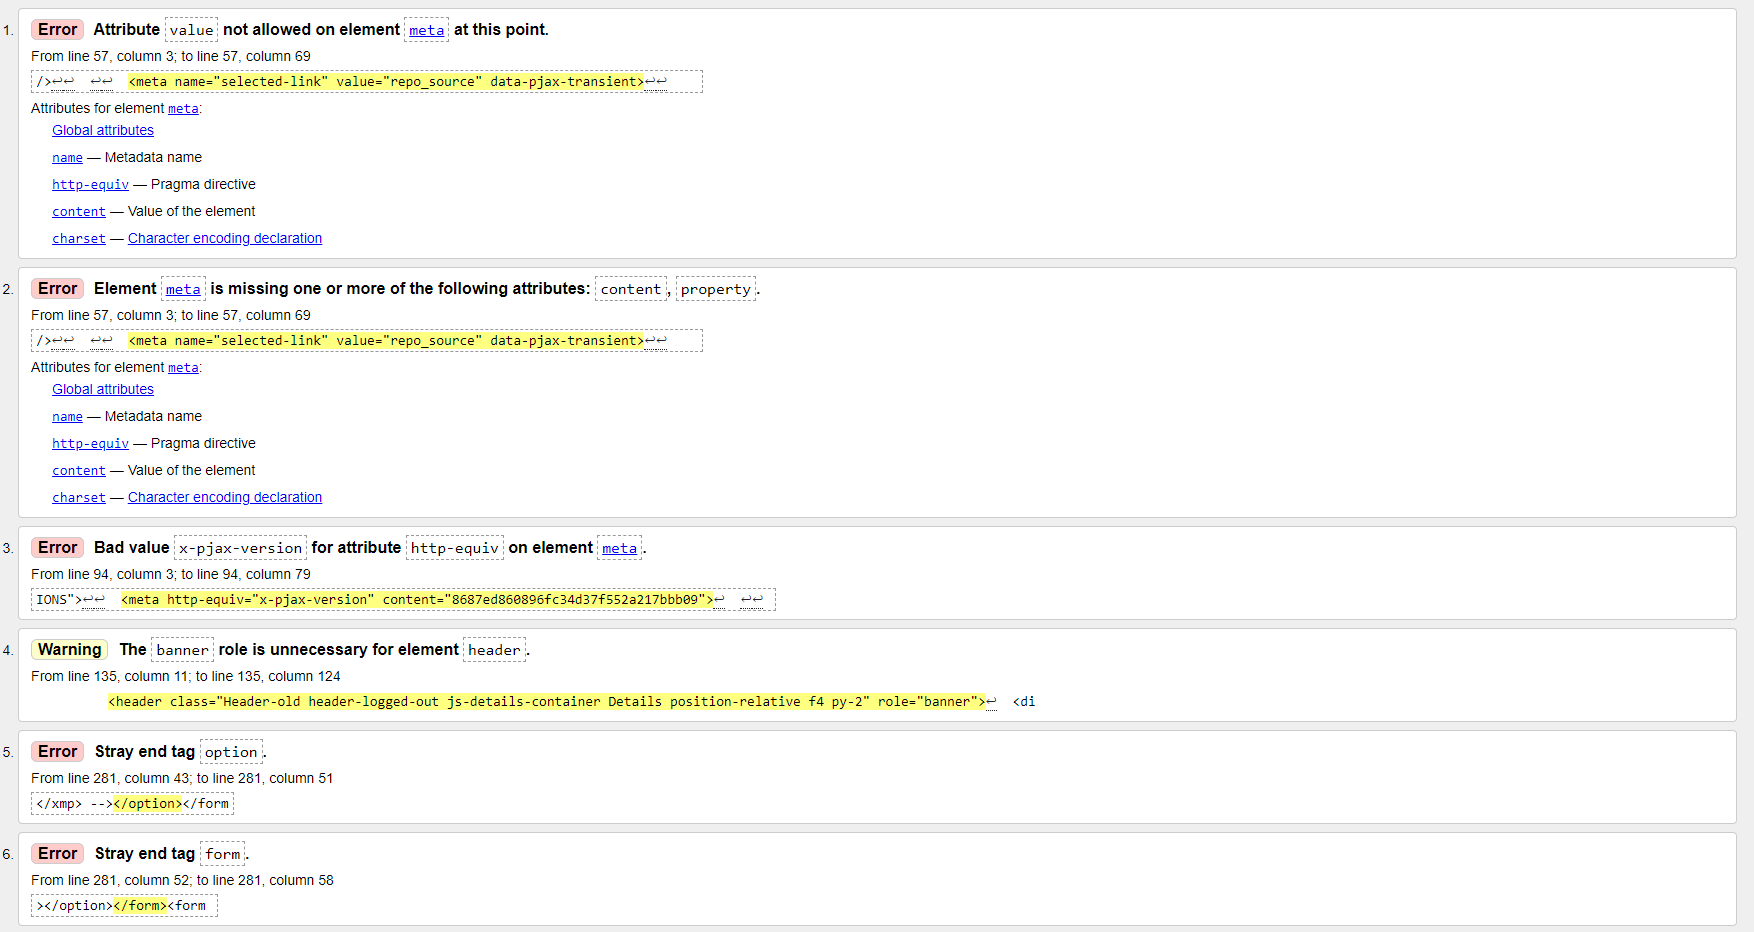 1. Error Attribute value not allowed on element meta at this point.
From line 57, column 3; to line 57, column 69
/>↩↩  ↩↩  <meta name="selected-link" value="repo_source" data-pjax-transient>↩↩
Attributes for element meta:
Global attributes
name — Metadata name
http-equiv — Pragma directive
content — Value of the element
charset — Character encoding declaration
2. Error Element meta is missing one or more of the following attributes: content, property.
From line 57, column 3; to line 57, column 69
/>↩↩  ↩↩  <meta name="selected-link" value="repo_source" data-pjax-transient>↩↩
Attributes for element meta:
Global attributes
name — Metadata name
http-equiv — Pragma directive
content — Value of the element
charset — Character encoding declaration
3. Error Bad value x-pjax-version for attribute http-equiv on element meta.
From line 94, column 3; to line 94, column 79
IONS">↩↩  <meta http-equiv="x-pjax-version" content="8687ed860896fc34d37f552a217bbb09">↩  ↩↩
4. Warning The banner role is unnecessary for element header.
From line 135, column 11; to line 135, column 124
<header class="Header-old header-logged-out js-details-container Details position-relative f4 py-2" role="banner">↩  <di
5. Error Stray end tag option.
From line 281, column 43; to line 281, column 51
</xmp> --></option></form
6. Error Stray end tag form.
From line 281, column 52; to line 281, column 58
></option></form><form